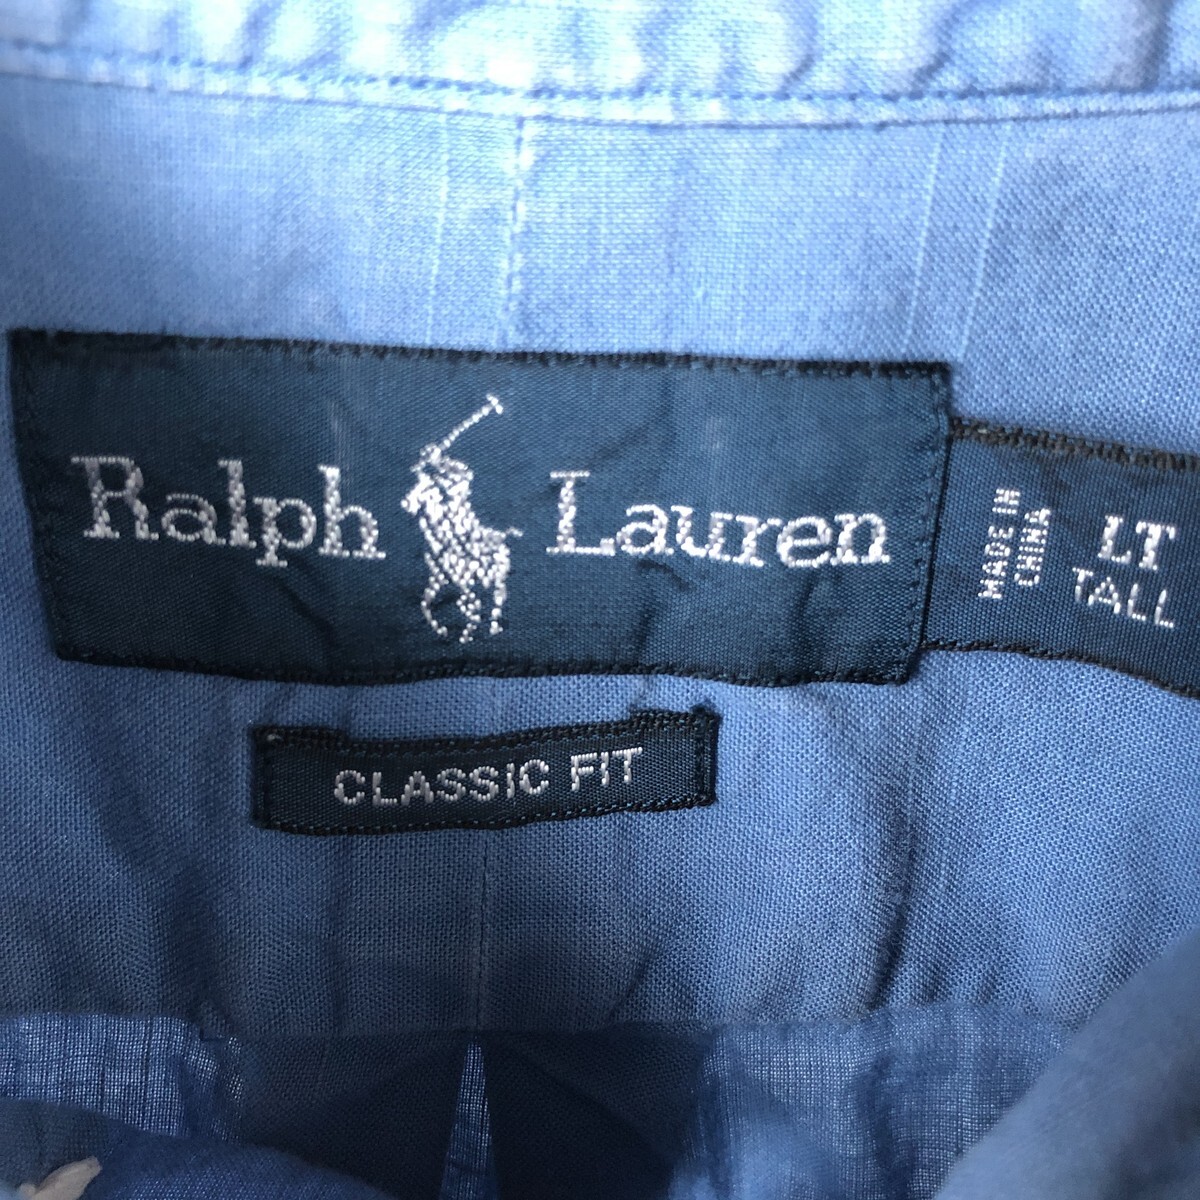 Ralph Lauren
MADE IN
CHINA
LT
TALL
CLASSIC FIT